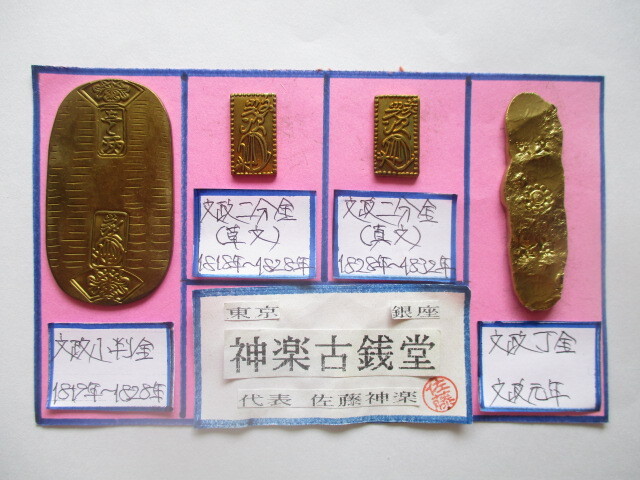 文政小判金
1819年～1828年
文政二分金
(草文)
1818年～1828年
文政二分金
(真文)
1828年～1832年
東京 銀座
神楽古銭堂
代表 佐藤神楽
佐藤
文政丁金
文政元年